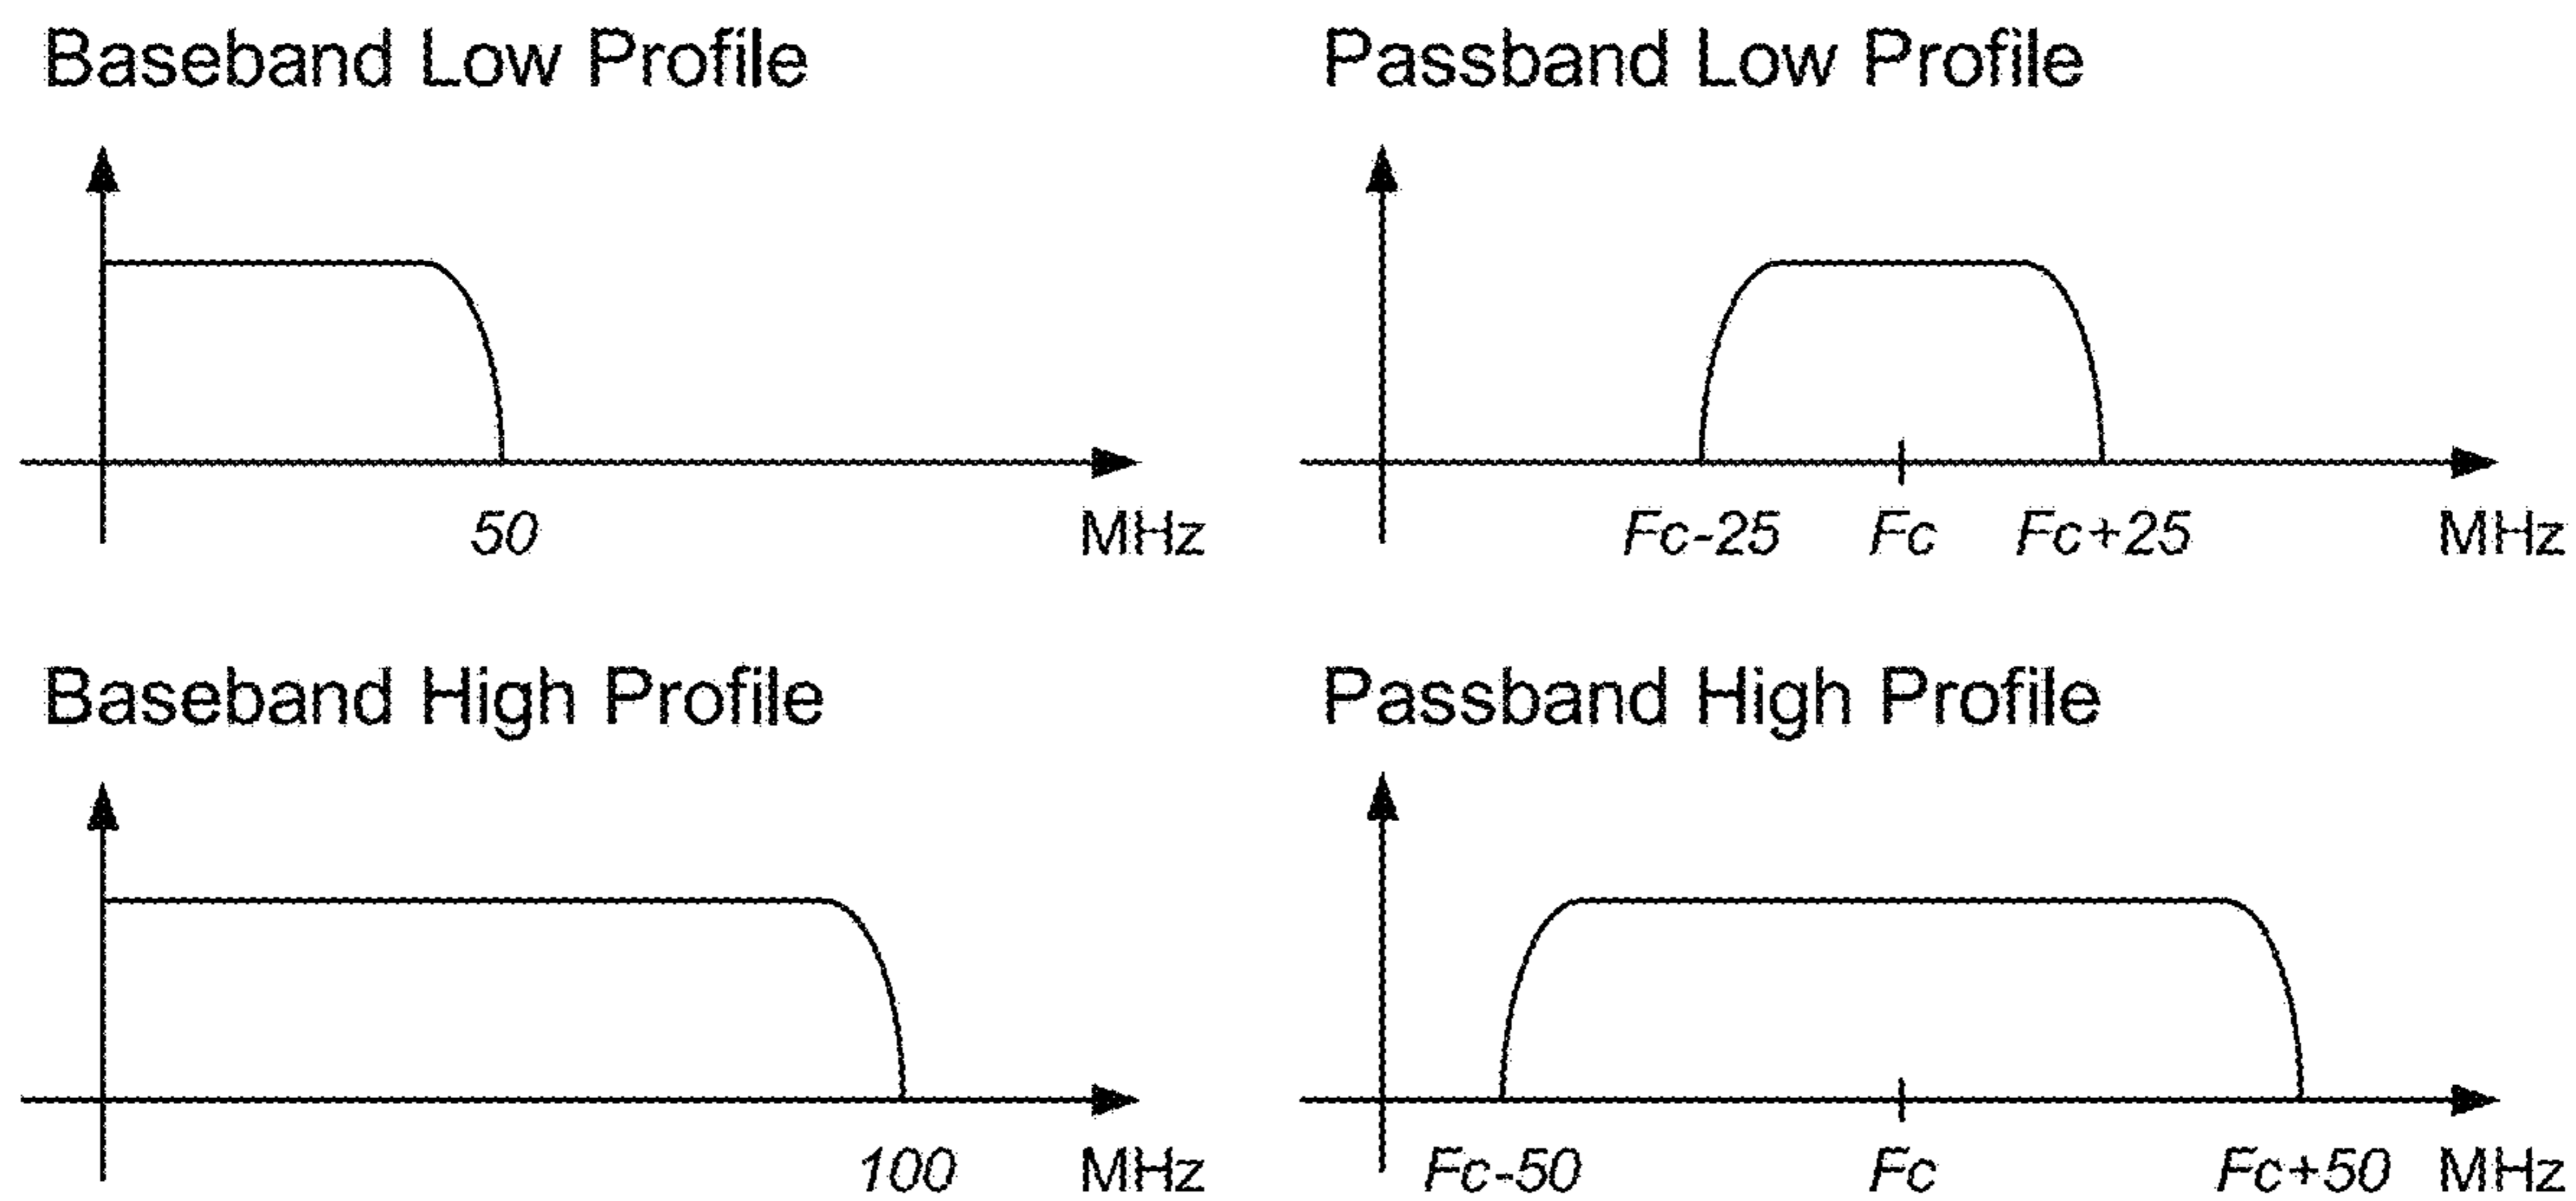 Baseband Low Profile
50
MHz
Passband Low Profile
Fc-25
Fc
Fc+25
MHz
Baseband High Profile
100
MHz
Passband High Profile
Fc-50
Fc
Fc+50
MHz